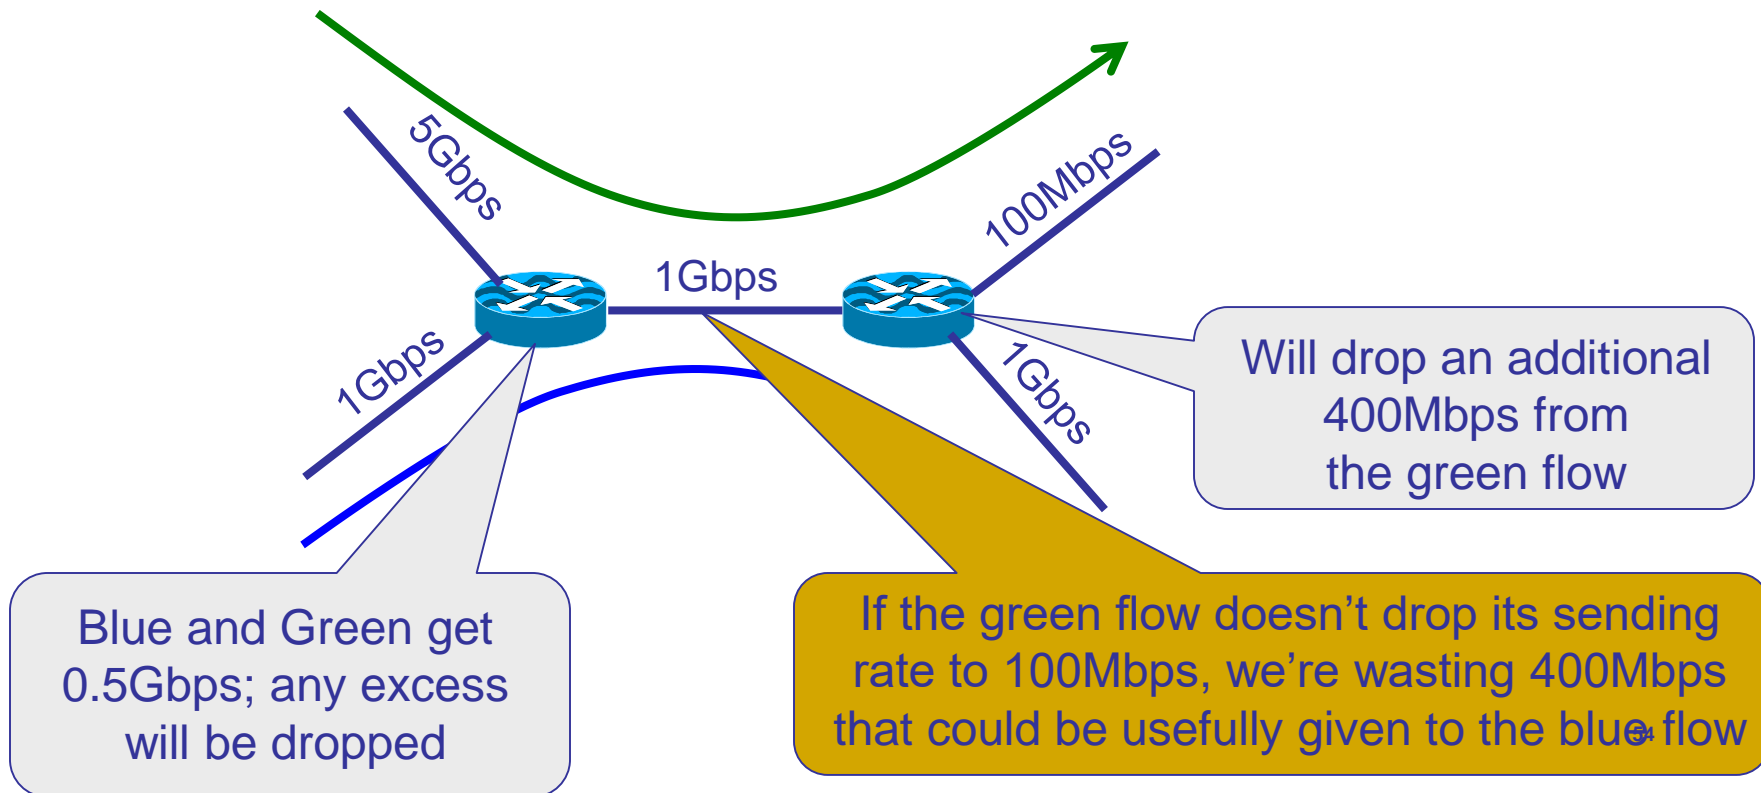 5Gbps
100Mbps
1Gbps
1Gbps
1Gbps
Will drop an additional
400Mbps from
the green flow
Blue and Green get
0.5Gbps; any excess
will be dropped
If the green flow doesn’t drop its sending
rate to 100Mbps, we’re wasting 400Mbps
that could be usefully given to the blue flow
54